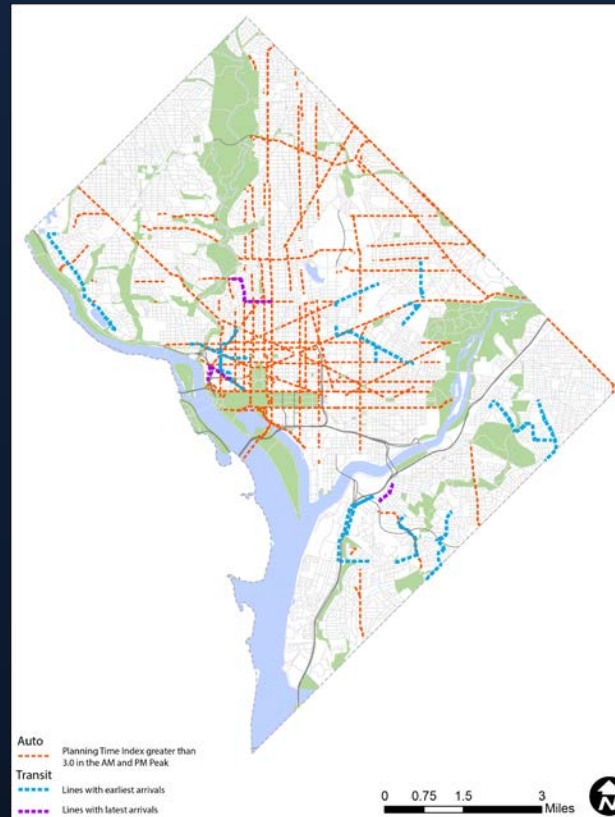 Auto
Planning Time Index greater than
3.0 in the AM and PM Peak
Transit
Lines with earliest arrivals
Lines with latest arrivals
0 0.75 1.5 3
Miles
N